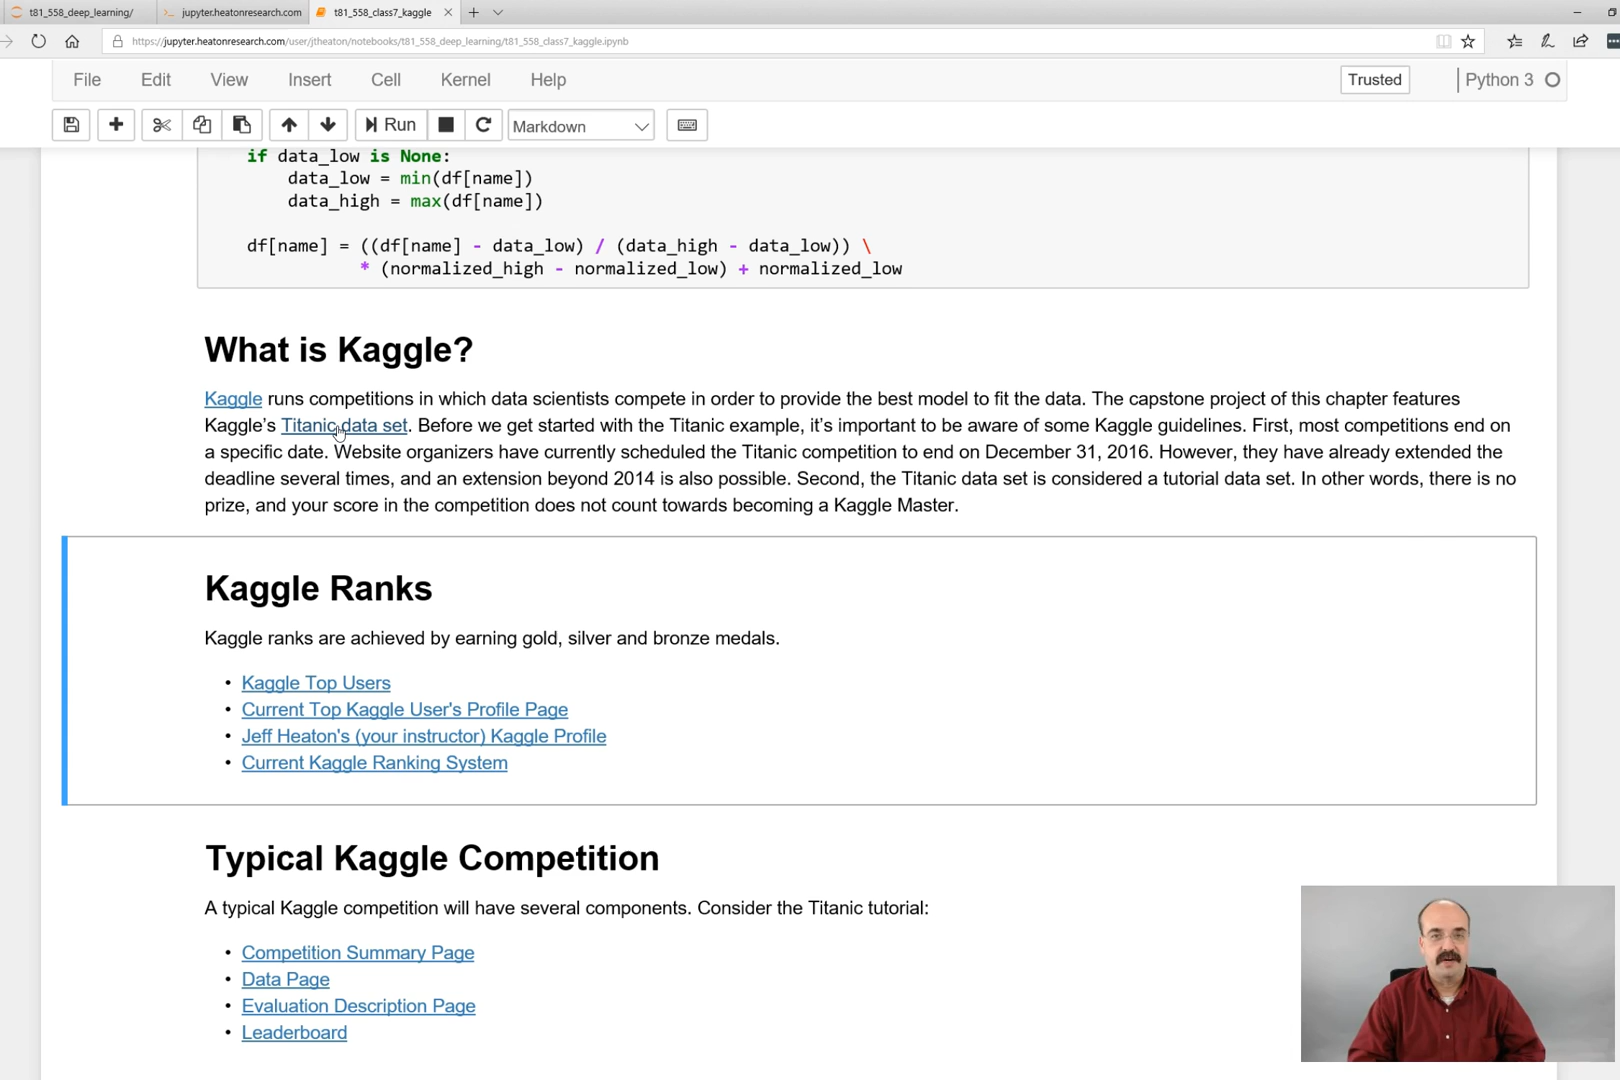 t81_558_deep_learning/
jupyter.heatonresearch.com
t81_558_class7_kaggle
https://jupyter.heatonresearch.com/user/jtheaton/notebooks/t81_558_deep_learning/t81_558_class7_kaggle.ipynb
File Edit View Insert Cell Kernel Help Trusted Python 3
Run Markdown
if data_low is None:
data_low = min(df[name])
data_high = max(df[name])
df[name] = ((df[name] - data_low) / (data_high - data_low)) \
* (normalized_high - normalized_low) + normalized_low
What is Kaggle?
Kaggle runs competitions in which data scientists compete in order to provide the best model to fit the data. The capstone project of this chapter features
Kaggle’s Titanic data set. Before we get started with the Titanic example, it’s important to be aware of some Kaggle guidelines. First, most competitions end on
a specific date. Website organizers have currently scheduled the Titanic competition to end on December 31, 2016. However, they have already extended the
deadline several times, and an extension beyond 2014 is also possible. Second, the Titanic data set is considered a tutorial data set. In other words, there is no
prize, and your score in the competition does not count towards becoming a Kaggle Master.
Kaggle Ranks
Kaggle ranks are achieved by earning gold, silver and bronze medals.
• Kaggle Top Users
• Current Top Kaggle User's Profile Page
• Jeff Heaton's (your instructor) Kaggle Profile
• Current Kaggle Ranking System
Typical Kaggle Competition
A typical Kaggle competition will have several components. Consider the Titanic tutorial:
• Competition Summary Page
• Data Page
• Evaluation Description Page
• Leaderboard